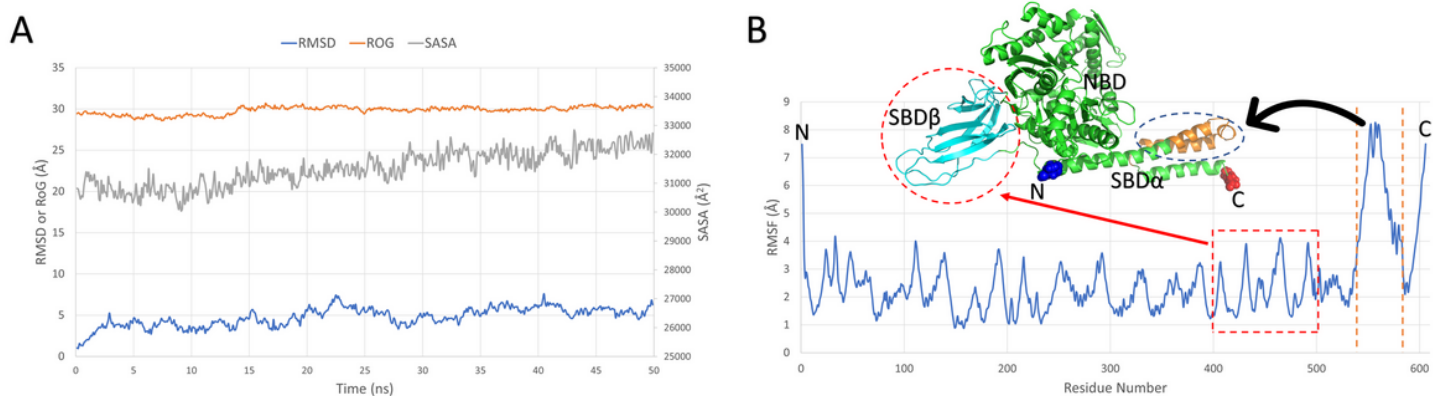 A
RMSD ROG SASA
RMSD or RoG (Å)
35
30
25
20
15
10
5
0
35000
34000
33000
32000
31000
30000
29000
28000
27000
26000
25000
SASA (Å²)
0 5 10 15 20 25 30 35 40 45 50
Time (ns)
B
NBD
SBDβ
SBDα
N
C
N
C
RMSF (Å)
9
8
7
6
5
4
3
2
1
0
0 100 200 300 400 500 600
Residue Number